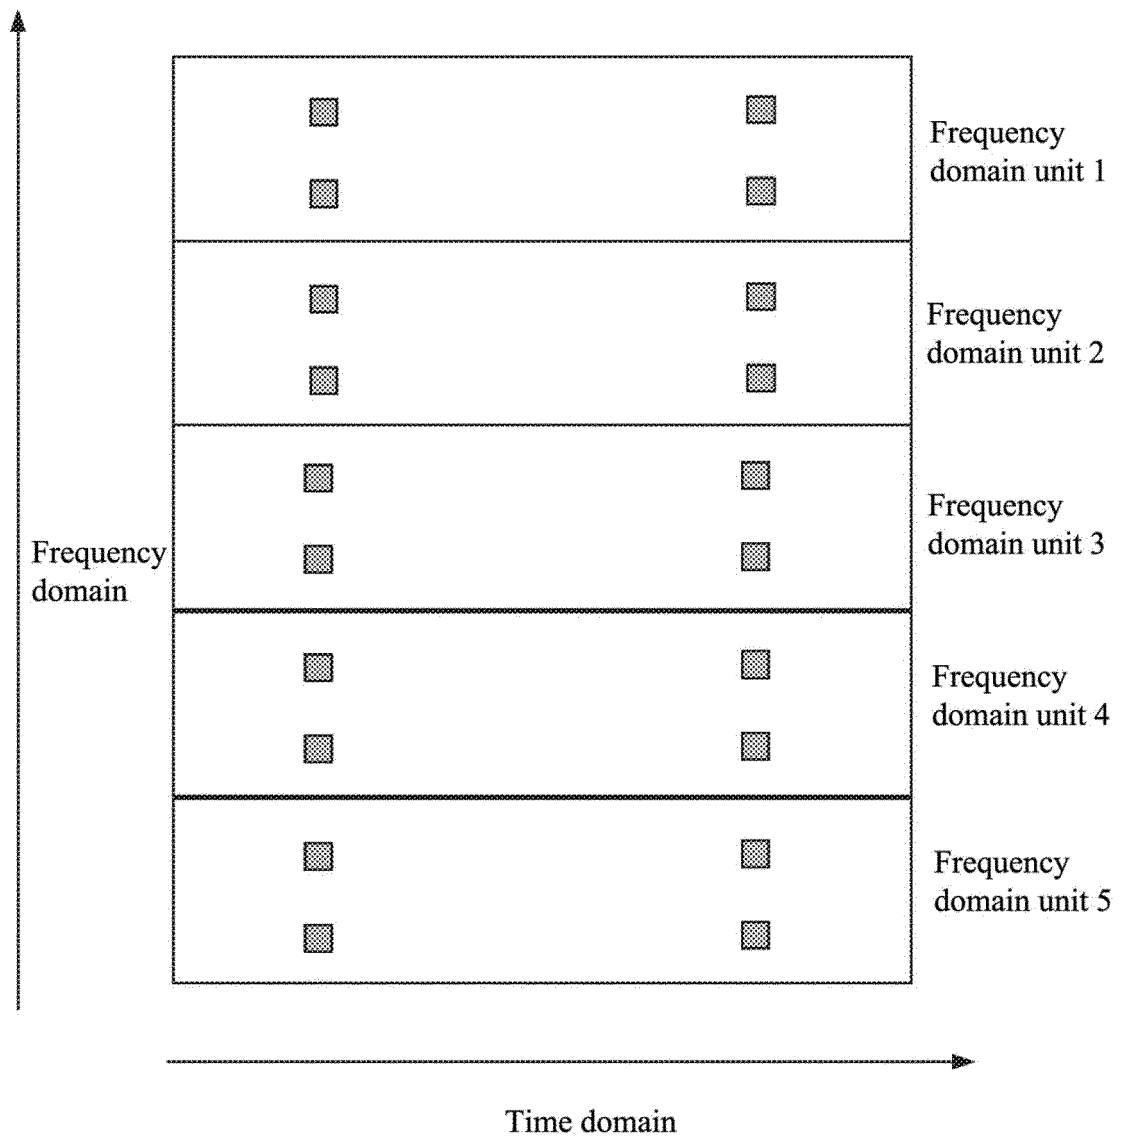 Frequency
domain unit 1
Frequency
domain unit 2
Frequency
domain unit 3
Frequency
domain
Frequency
domain unit 4
Frequency
domain unit 5
Time domain